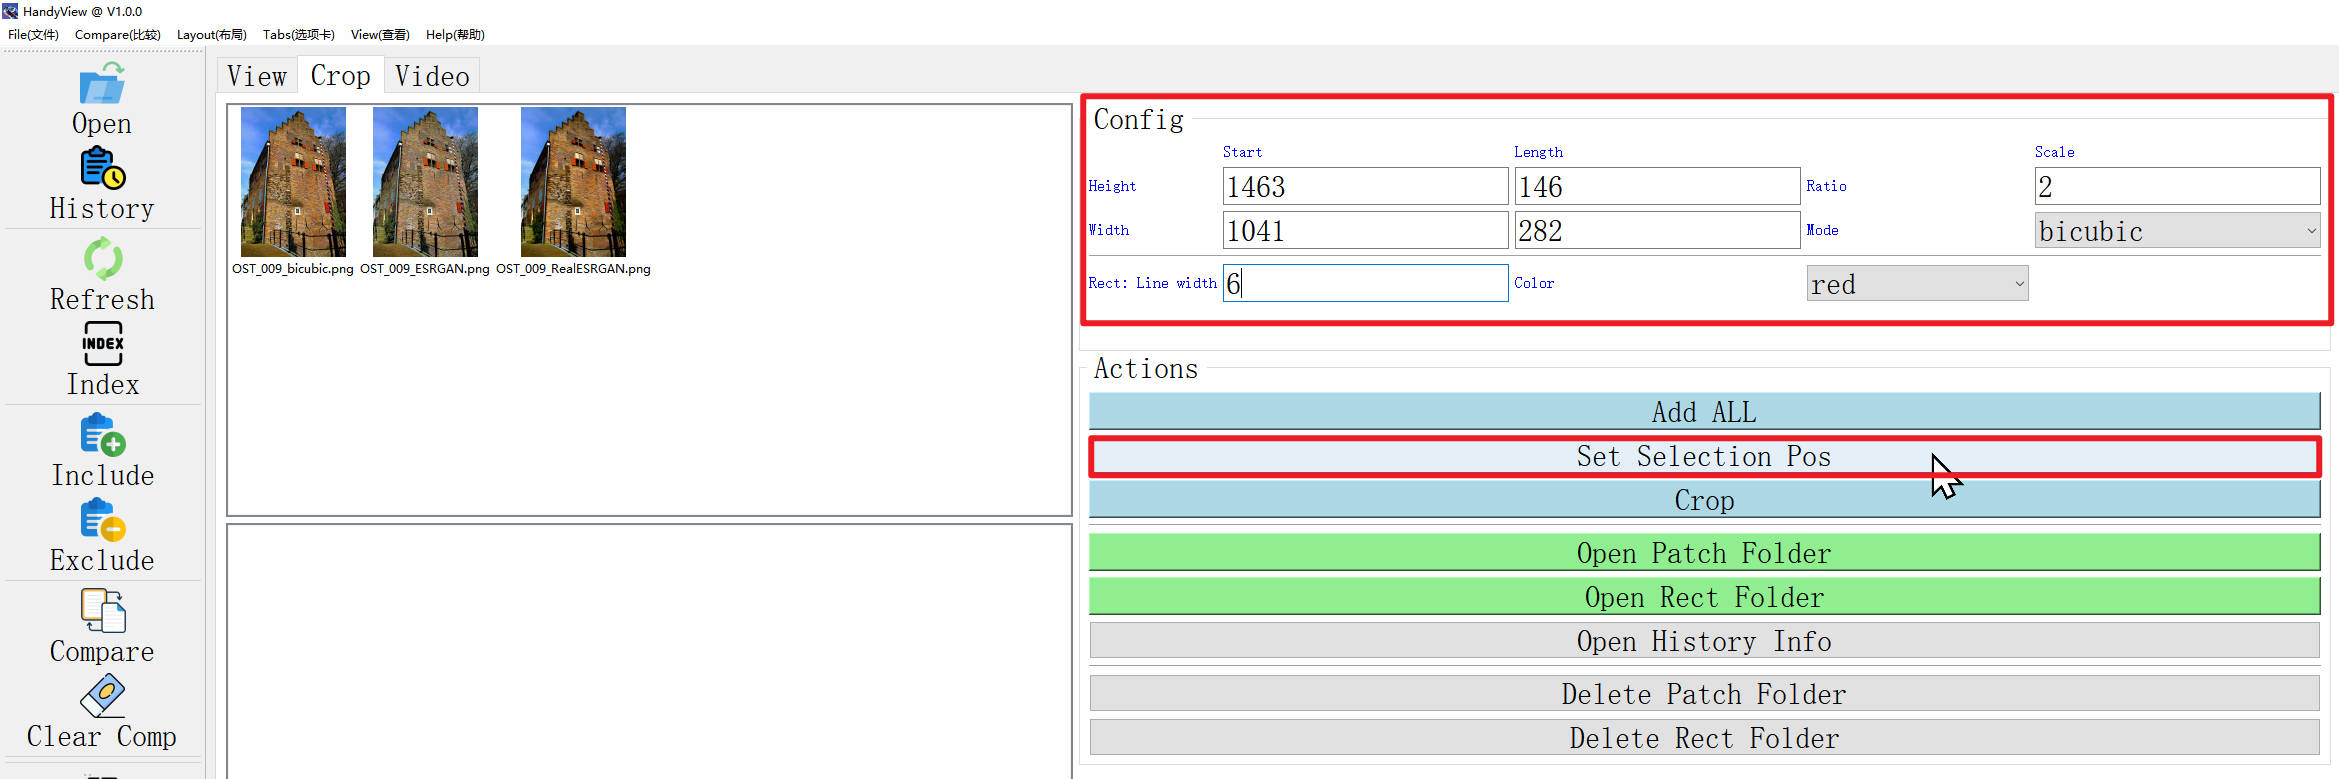 HandyView @ V1.0.0
File(文件) Compare(比较) Layout(布局) Tabs(选项卡) View(查看) Help(帮助)
Open
History
Refresh
INDEX
Index
Include
Exclude
Compare
Clear Comp
View Crop Video
OST_009_bicubic.png OST_009_ESRGAN.png OST_009_RealESRGAN.png
Config
Start Length Scale
Height 1463 146 Ratio 2
Width 1041 282 Mode bicubic
Rect: Line width 6 Color red
Actions
Add ALL
Set Selection Pos
Crop
Open Patch Folder
Open Rect Folder
Open History Info
Delete Patch Folder
Delete Rect Folder